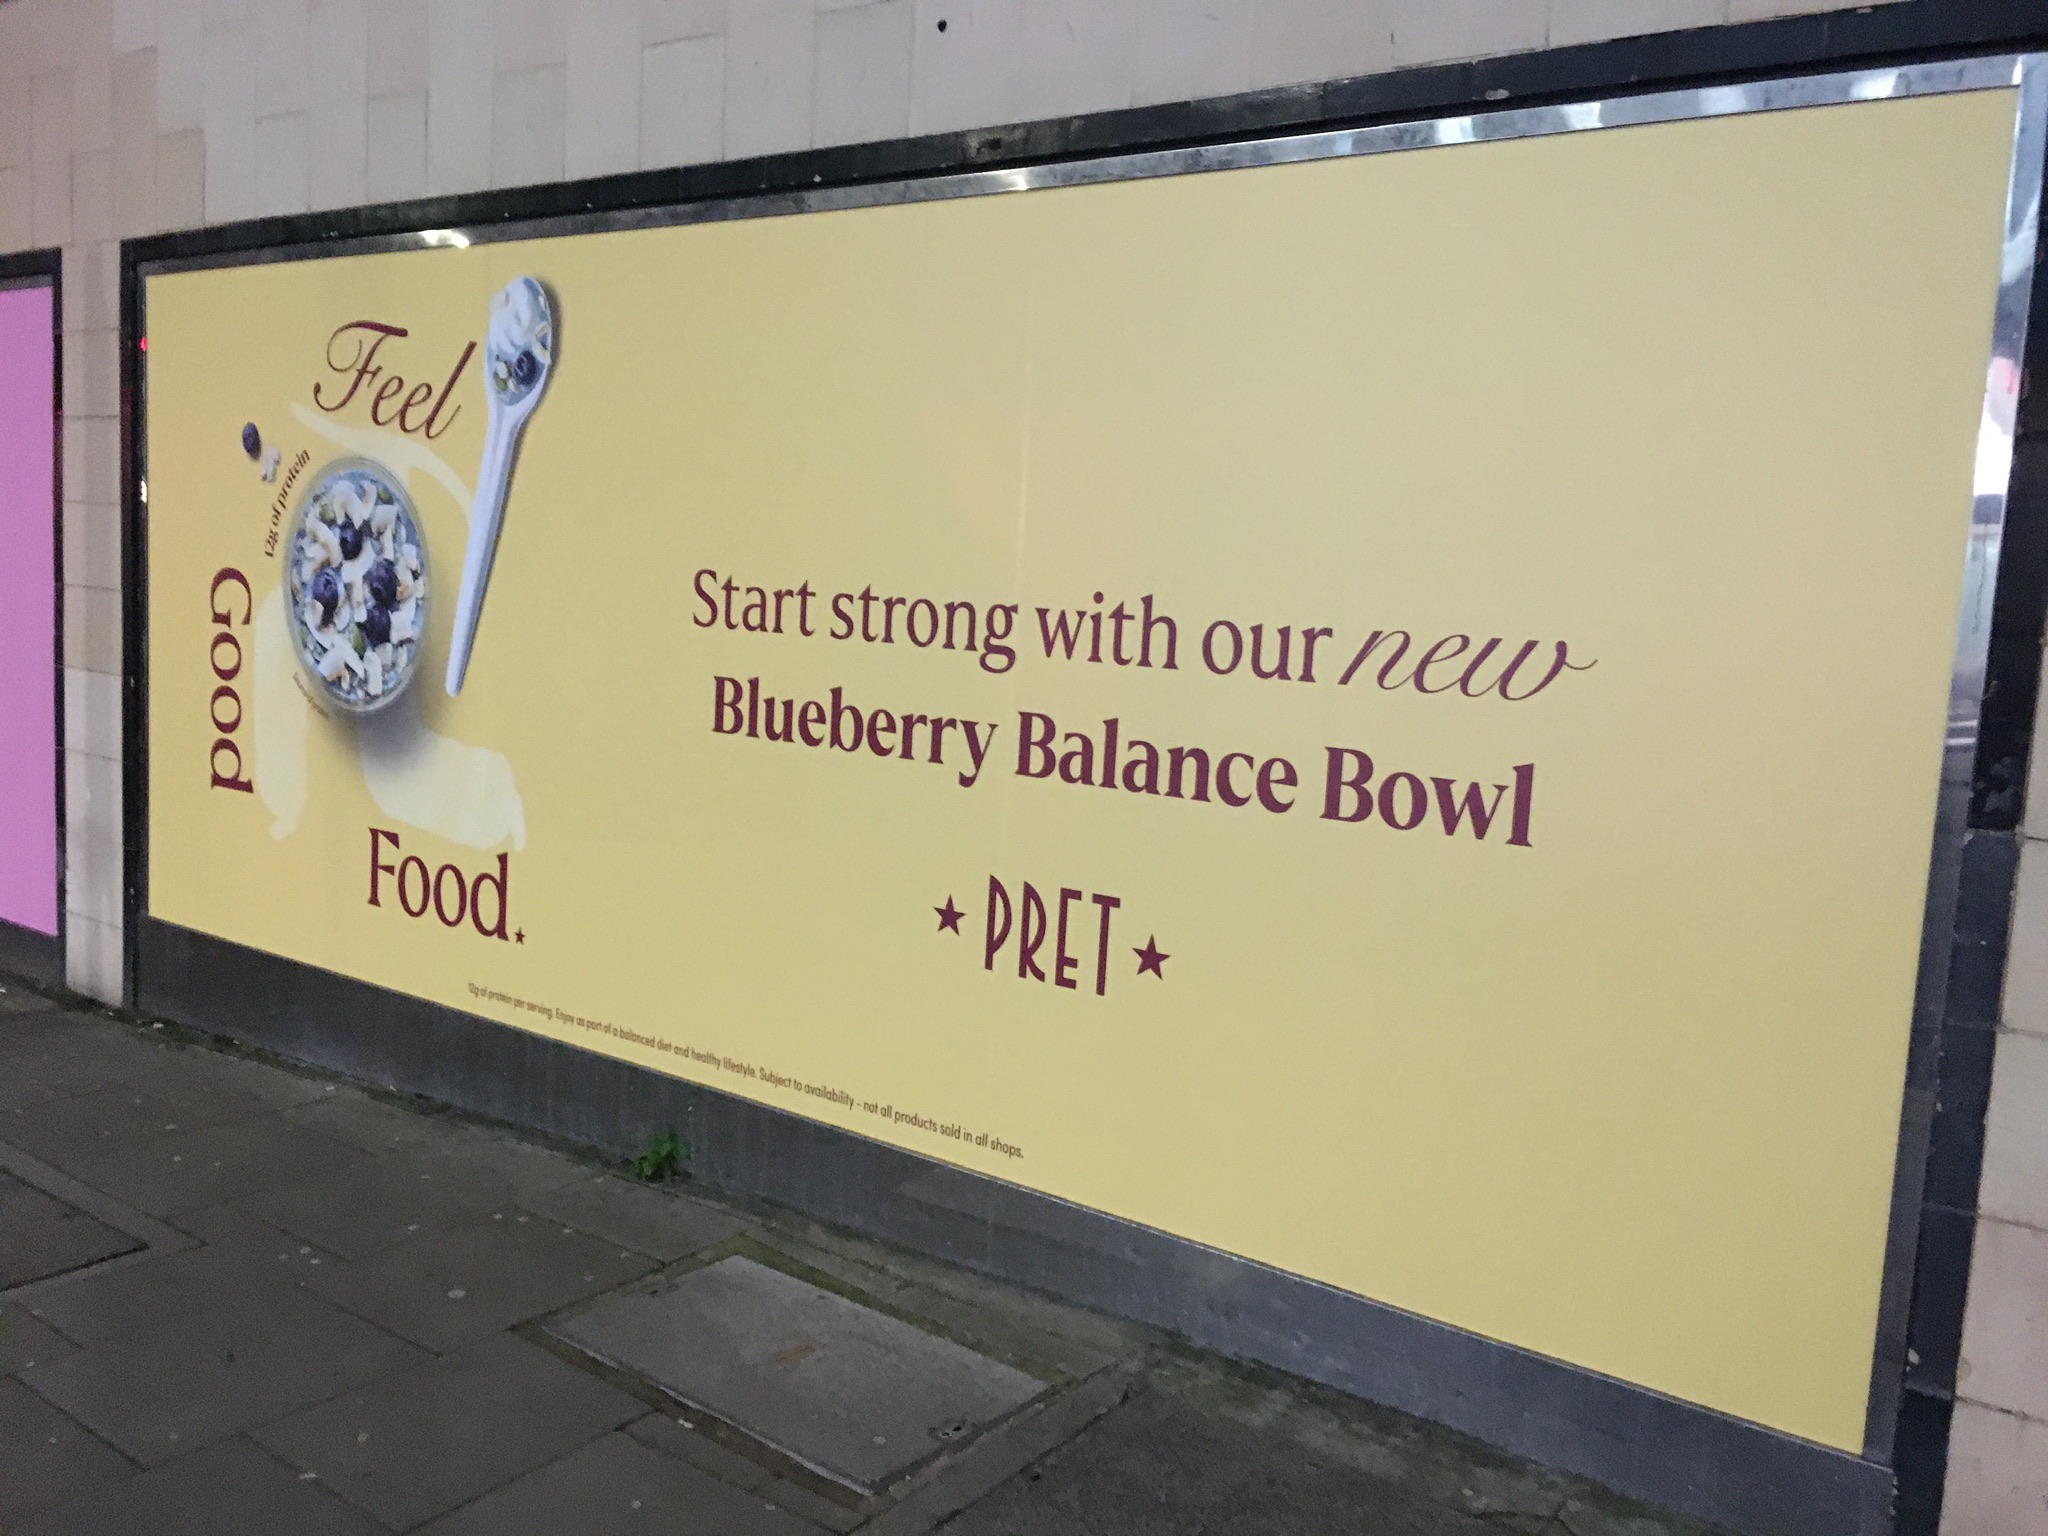 Feel
12g of protein
Good
Food.
Start strong with our new
Blueberry Balance Bowl
★ PRET ★
12g of protein per serving. Enjoy as part of a balanced diet and healthy lifestyle. Subject to availability - not all products sold in all shops.